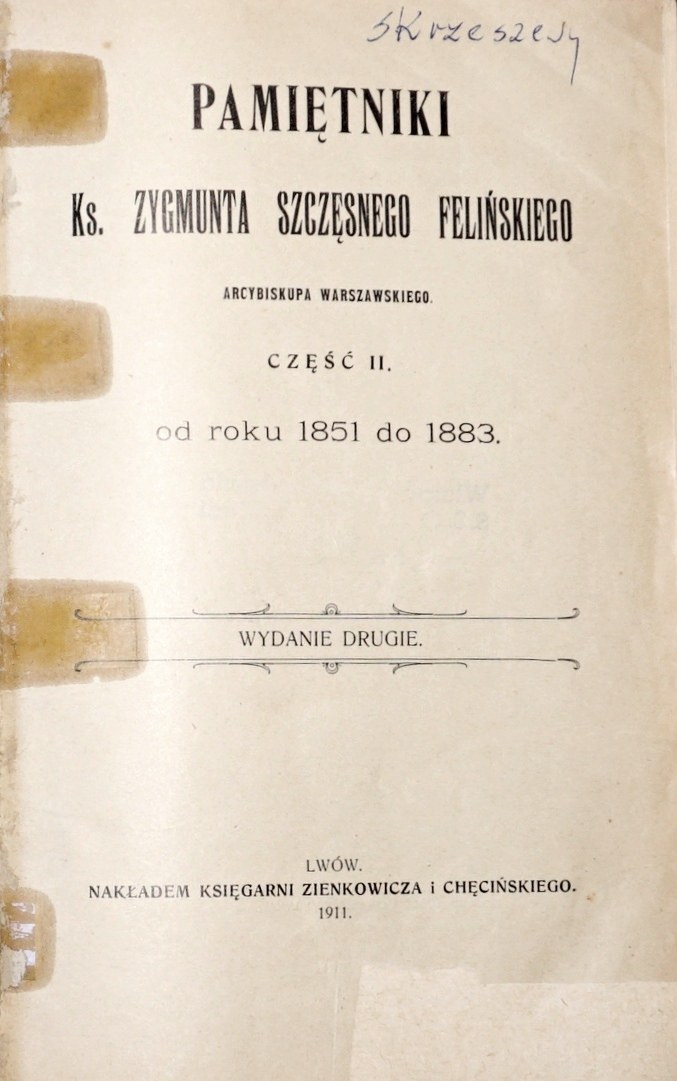 PAMIĘTNIKI
Ks. ZYGMUNTA SZCZĘSNEGO FELIŃSKIEGO
ARCYBISKUPA WARSZAWSKIEGO.
CZĘŚĆ II.
od roku 1851 do 1883.
WYDANIE DRUGIE.
LWÓW.
NAKŁADEM KSIĘGARNI ZIENKOWICZA i CHĘCIŃSKIEGO.
1911.